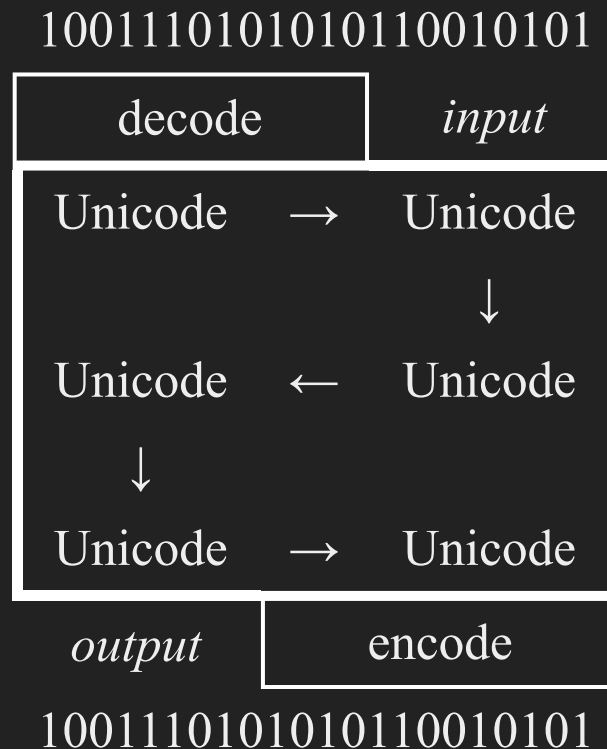 1001110101010110010101
decode input
Unicode → Unicode
↓
Unicode ← Unicode
↓
Unicode → Unicode
output encode
1001110101010110010101